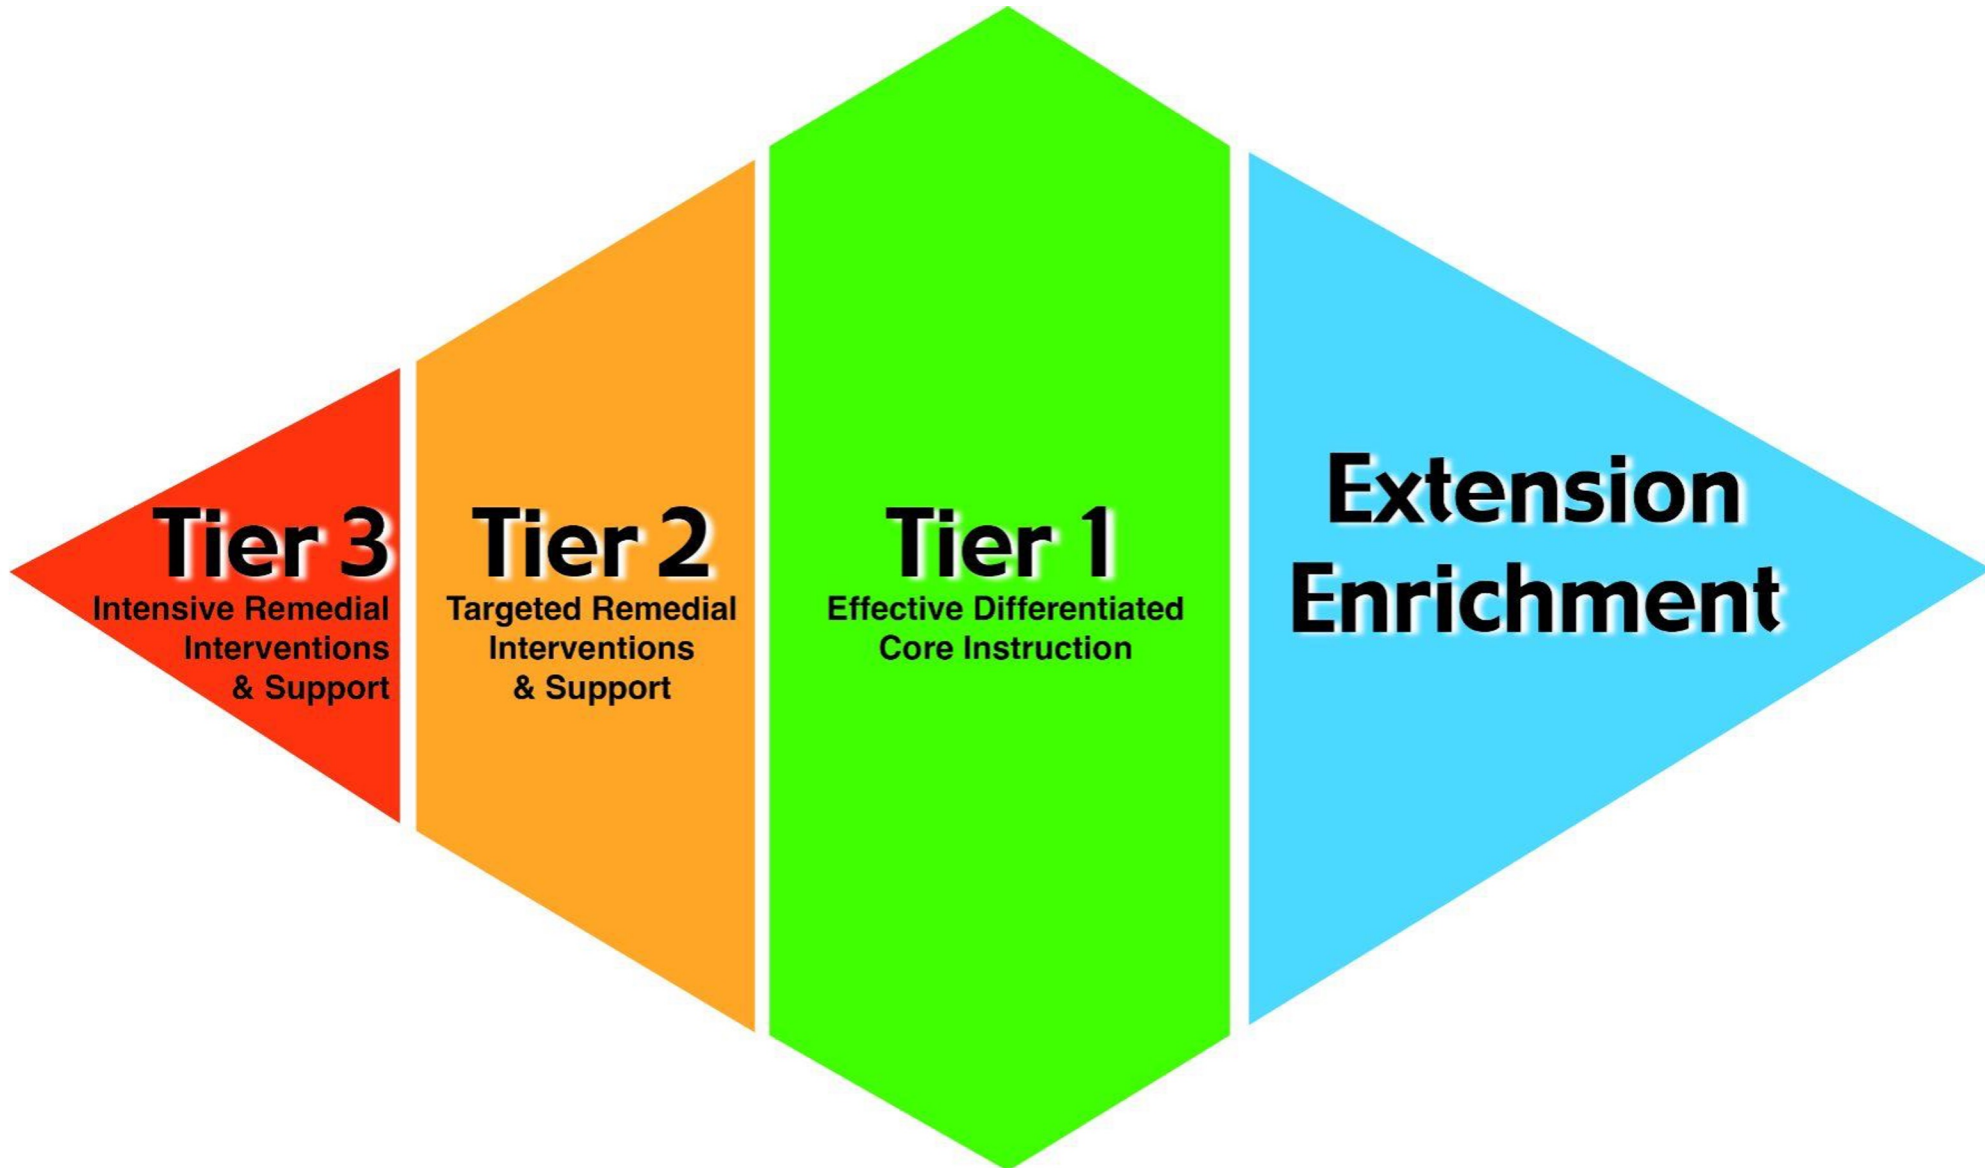 Tier 3
Intensive Remedial
Interventions
& Support
Tier 2
Targeted Remedial
Interventions
& Support
Tier 1
Effective Differentiated
Core Instruction
Extension
Enrichment